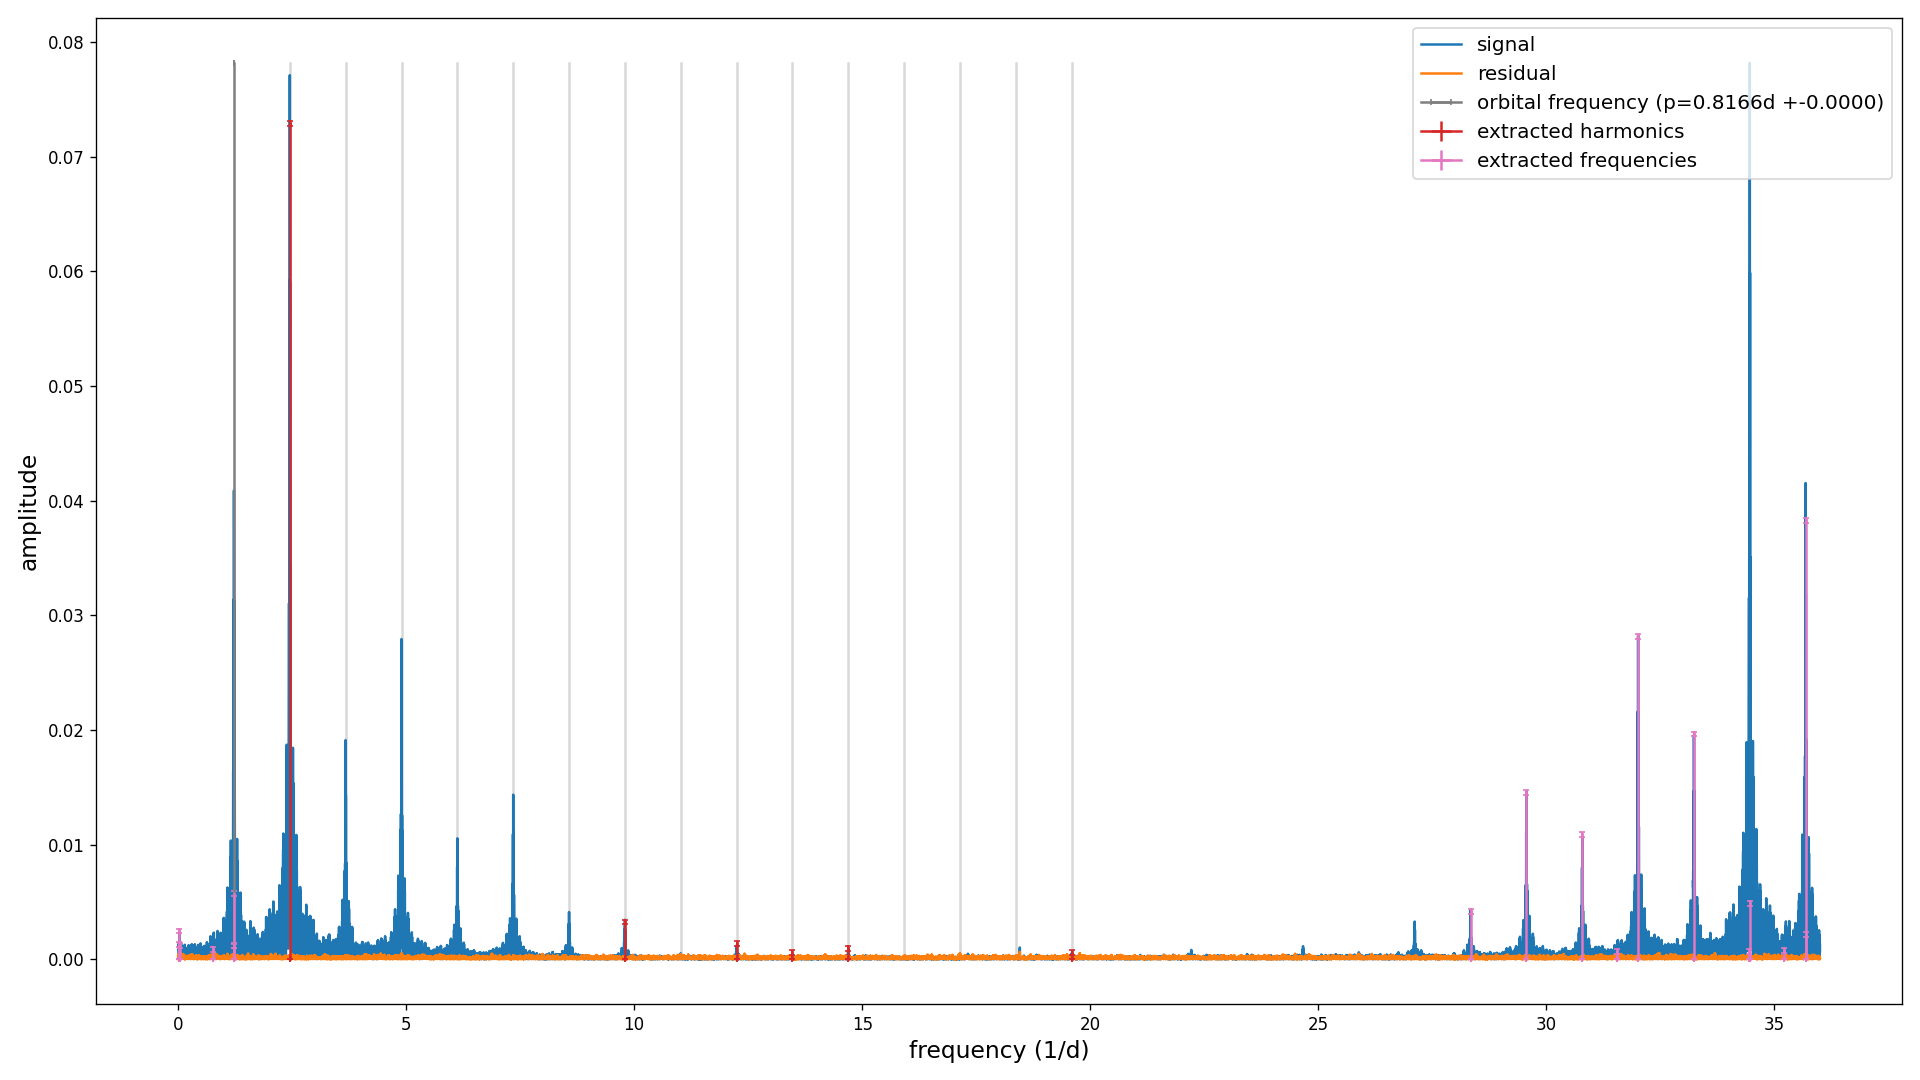 signal
residual
orbital frequency (p=0.8166d +-0.0000)
extracted harmonics
extracted frequencies
amplitude
0.08
0.07
0.06
0.05
0.04
0.03
0.02
0.01
0.00
0 5 10 15 20 25 30 35
frequency (1/d)